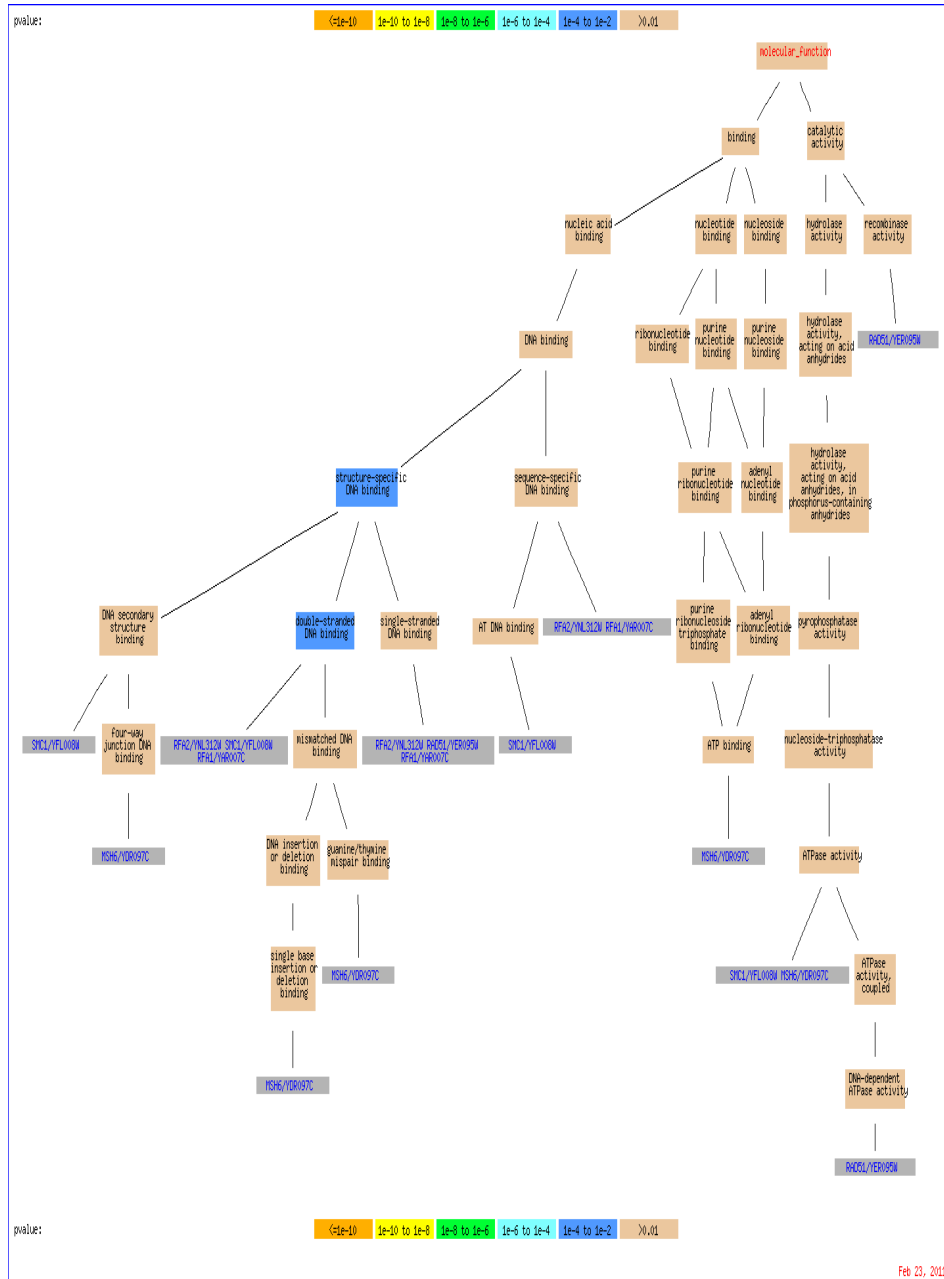 pvalue: <=1e-10 1e-10 to 1e-8 1e-8 to 1e-6 1e-6 to 1e-4 1e-4 to 1e-2 >0.01
molecular_function
binding
catalytic
activity
nucleic acid
binding
nucleotide
binding
nucleoside
binding
hydrolase
activity
recombinase
activity
DNA binding
ribonucleotide
binding
purine
nucleotide
binding
purine
nucleoside
binding
hydrolase
activity,
acting on acid
anhydrides
RAD51/YER095W
structure-specific
DNA binding
sequence-specific
DNA binding
purine
ribonucleotide
binding
adenyl
nucleotide
binding
hydrolase
activity,
acting on acid
anhydrides, in
phosphorus-containing
anhydrides
DNA secondary
structure
binding
double-stranded
DNA binding
single-stranded
DNA binding
AT DNA binding
RFA2/YNL312W RFA1/YAR007C
purine
ribonucleoside
triphosphate
binding
adenyl
ribonucleotide
binding
pyrophosphatase
activity
SMC1/YFL008W
four-way
junction DNA
binding
RFA2/YNL312W SMC1/YFL008W
RFA1/YAR007C
mismatched DNA
binding
RFA2/YNL312W RAD51/YER095W
RFA1/YAR007C
SMC1/YFL008W
ATP binding
nucleoside-triphosphatase
activity
MSH6/YDR097C
DNA insertion
or deletion
binding
guanine/thymine
mispair binding
MSH6/YDR097C
ATPase activity
single base
insertion or
deletion
binding
MSH6/YDR097C
SMC1/YFL008W MSH6/YDR097C
ATPase
activity,
coupled
MSH6/YDR097C
DNA-dependent
ATPase activity
RAD51/YER095W
pvalue: <=1e-10 1e-10 to 1e-8 1e-8 to 1e-6 1e-6 to 1e-4 1e-4 to 1e-2 >0.01
Feb 23, 2011